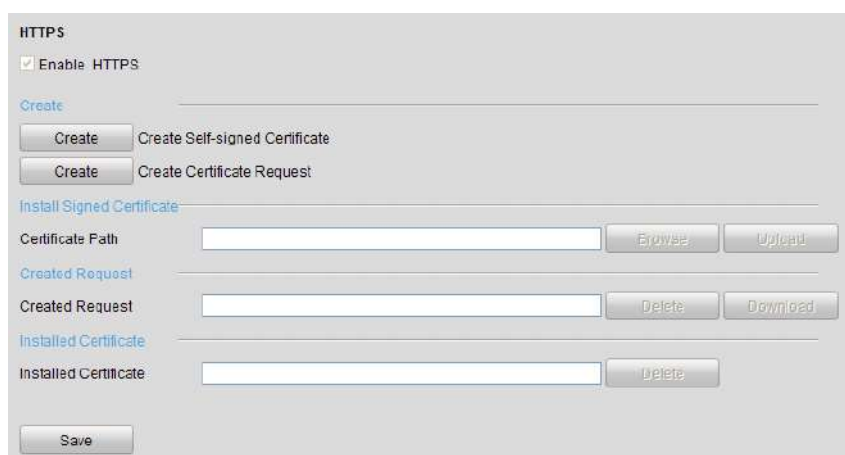 HTTPS
Enable HTTPS
Create
Create Create Self-signed Certificate
Create Create Certificate Request
Install Signed Certificate
Certificate Path Browse Upload
Created Request
Created Request Delete Download
Installed Certificate
Installed Certificate Delete
Save